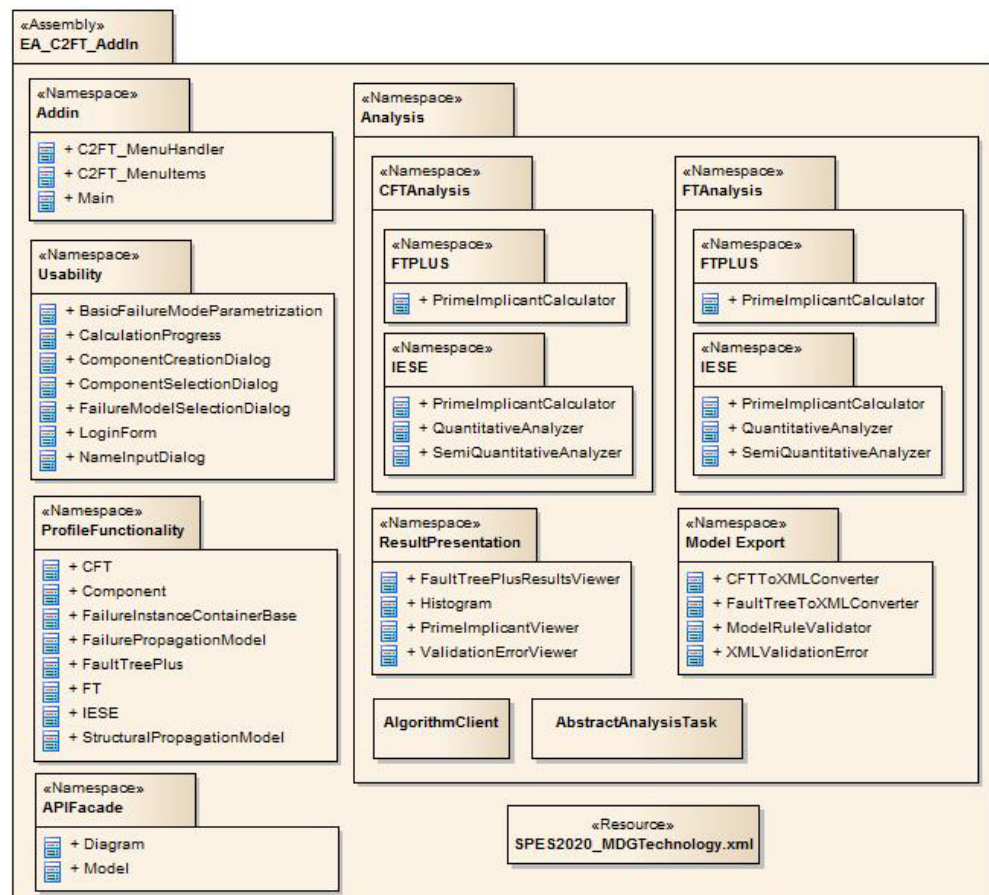 «Assembly»
EA_C2FT_AddIn
«Namespace»
Addin
+ C2FT_MenuHandler
+ C2FT_MenuItems
+ Main
«Namespace»
Usability
+ BasicFailureModeParametrization
+ CalculationProgress
+ ComponentCreationDialog
+ ComponentSelectionDialog
+ FailureModelSelectionDialog
+ LoginForm
+ NameInputDialog
«Namespace»
ProfileFunctionality
+ CFT
+ Component
+ FailureInstanceContainerBase
+ FailurePropagationModel
+ FaultTreePlus
+ FT
+ IESE
+ StructuralPropagationModel
«Namespace»
APIFacade
+ Diagram
+ Model
«Namespace»
Analysis
«Namespace»
CFTAnalysis
«Namespace»
FTPLUS
+ PrimeImplicantCalculator
«Namespace»
IESE
+ PrimeImplicantCalculator
+ QuantitativeAnalyzer
+ SemiQuantitativeAnalyzer
«Namespace»
FTAnalysis
«Namespace»
FTPLUS
+ PrimeImplicantCalculator
«Namespace»
IESE
+ PrimeImplicantCalculator
+ QuantitativeAnalyzer
+ SemiQuantitativeAnalyzer
«Namespace»
ResultPresentation
+ FaultTreePlusResultsViewer
+ Histogram
+ PrimeImplicantViewer
+ ValidationErrorViewer
«Namespace»
Model Export
+ CFTToXMLConverter
+ FaultTreeToXMLConverter
+ ModelRuleValidator
+ XMLValidationError
AlgorithmClient
AbstractAnalysisTask
«Resource»
SPES2020_MDGTechnology.xml